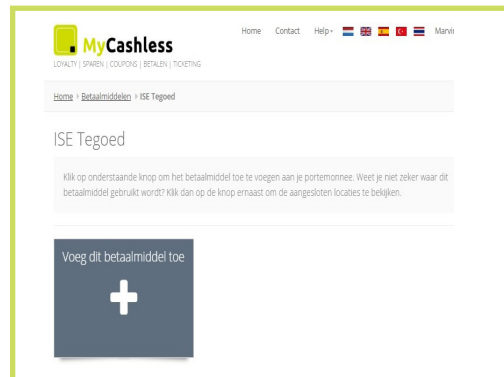 Home Contact Help Marvin
MyCashless
LOYALTY | SPAREN | COUPONS | BETALEN | TICKETING
Home › Betaalmiddelen › ISE Tegoed
ISE Tegoed
Klik op onderstaande knop om het betaalmiddel toe te voegen aan je portemonnee. Weet je niet zeker waar dit
betaalmiddel gebruikt wordt? Klik dan op de knop ernaast om de aangesloten locaties te bekijken.
Voeg dit betaalmiddel toe